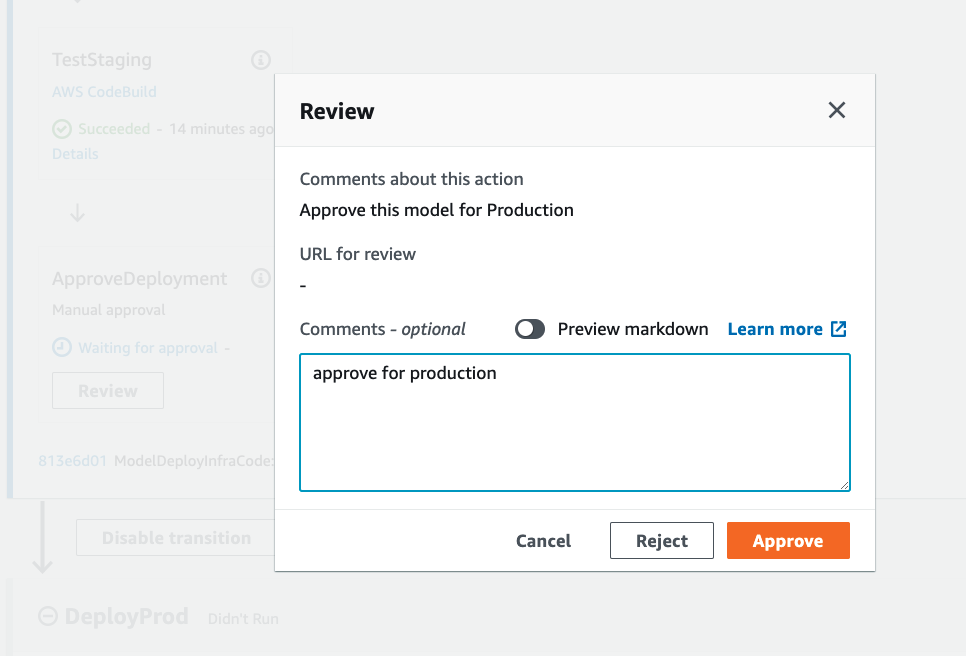 TestStaging
AWS CodeBuild
Succeeded - 14 minutes ago
Details
ApproveDeployment
Manual approval
Waiting for approval -
Review
813e6d01 ModelDeployInfraCode:
Disable transition
DeployProd Didn't Run
Review
Comments about this action
Approve this model for Production
URL for review
-
Comments - optional Preview markdown Learn more
approve for production
Cancel Reject Approve